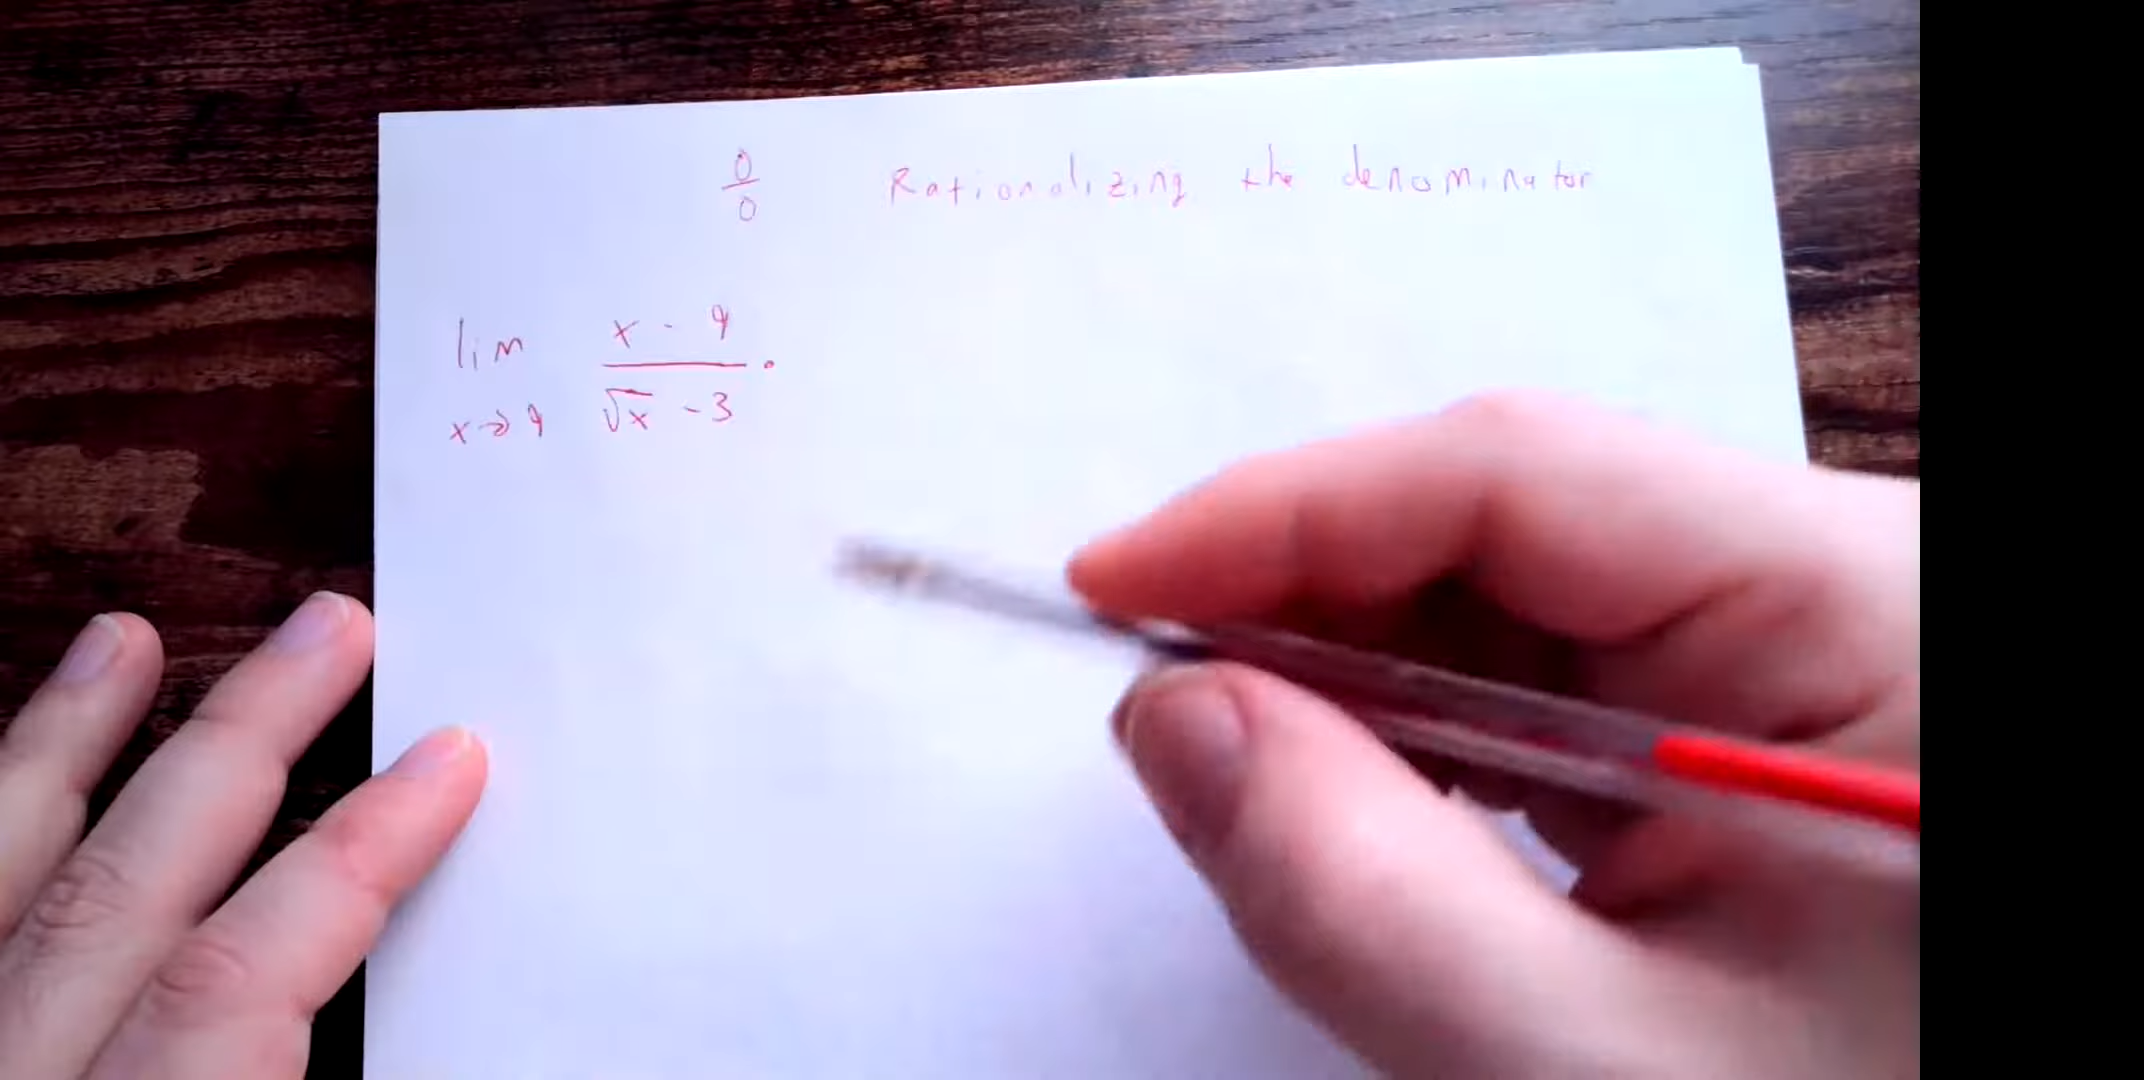 0/0 Rationalizing the denominator
lim x - 9
x→9 √x - 3 ·